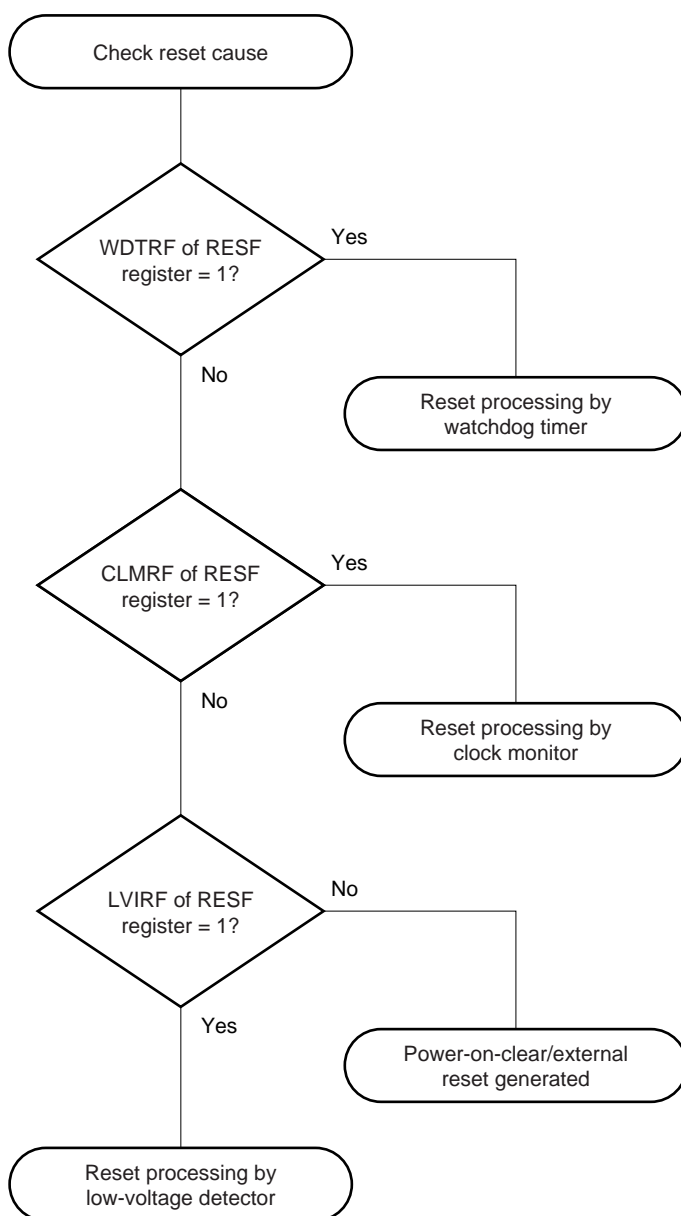 Check reset cause
WDTRF of RESF
register = 1?
Yes
No
Reset processing by
watchdog timer
CLMRF of RESF
register = 1?
Yes
No
Reset processing by
clock monitor
LVIRF of RESF
register = 1?
No
Yes
Power-on-clear/external
reset generated
Reset processing by
low-voltage detector